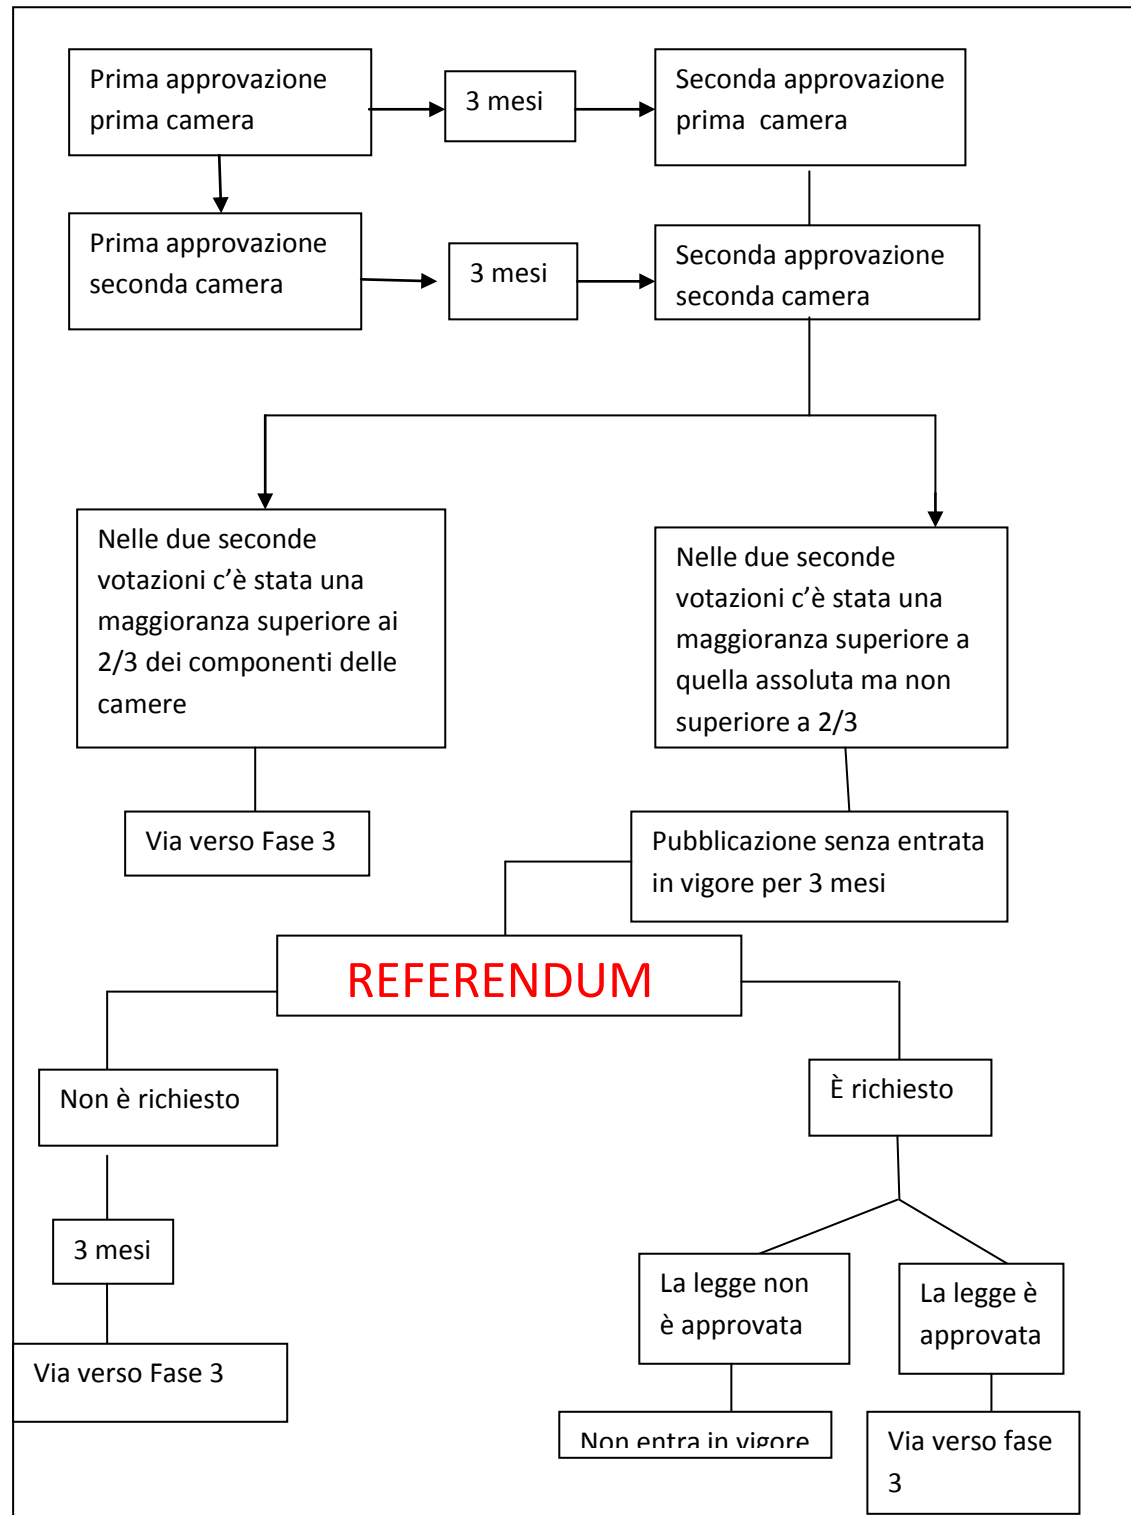 Prima approvazione
prima camera
3 mesi
Seconda approvazione
prima camera
Prima approvazione
seconda camera
3 mesi
Seconda approvazione
seconda camera
Nelle due seconde
votazioni c'è stata una
maggioranza superiore ai
2/3 dei componenti delle
camere
Nelle due seconde
votazioni c'è stata una
maggioranza superiore a
quella assoluta ma non
superiore a 2/3
Via verso Fase 3
Pubblicazione senza entrata
in vigore per 3 mesi
REFERENDUM
Non è richiesto
È richiesto
3 mesi
La legge non
è approvata
La legge è
approvata
Via verso Fase 3
Non entra in vigore
Via verso fase
3